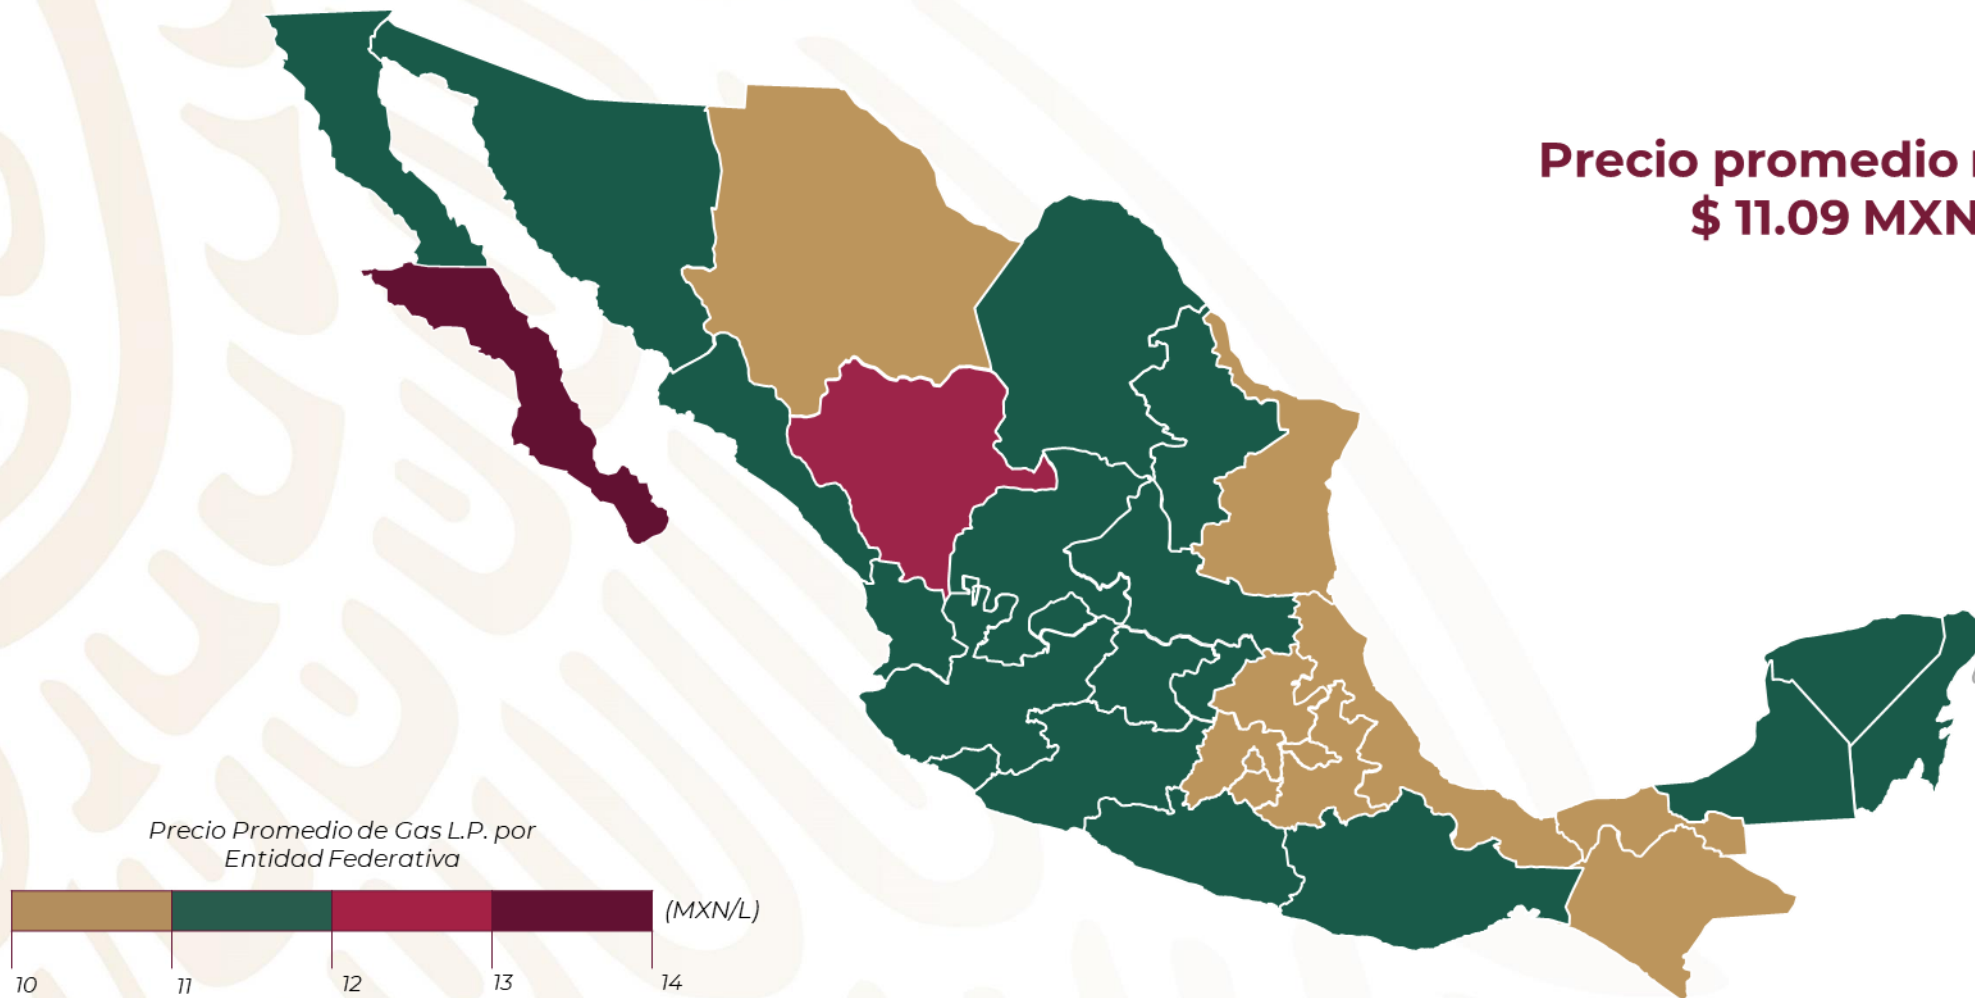 Precio promedio
$ 11.09 MXN
Precio Promedio de Gas L.P. por
Entidad Federativa
(MXN/L)
10 11 12 13 14